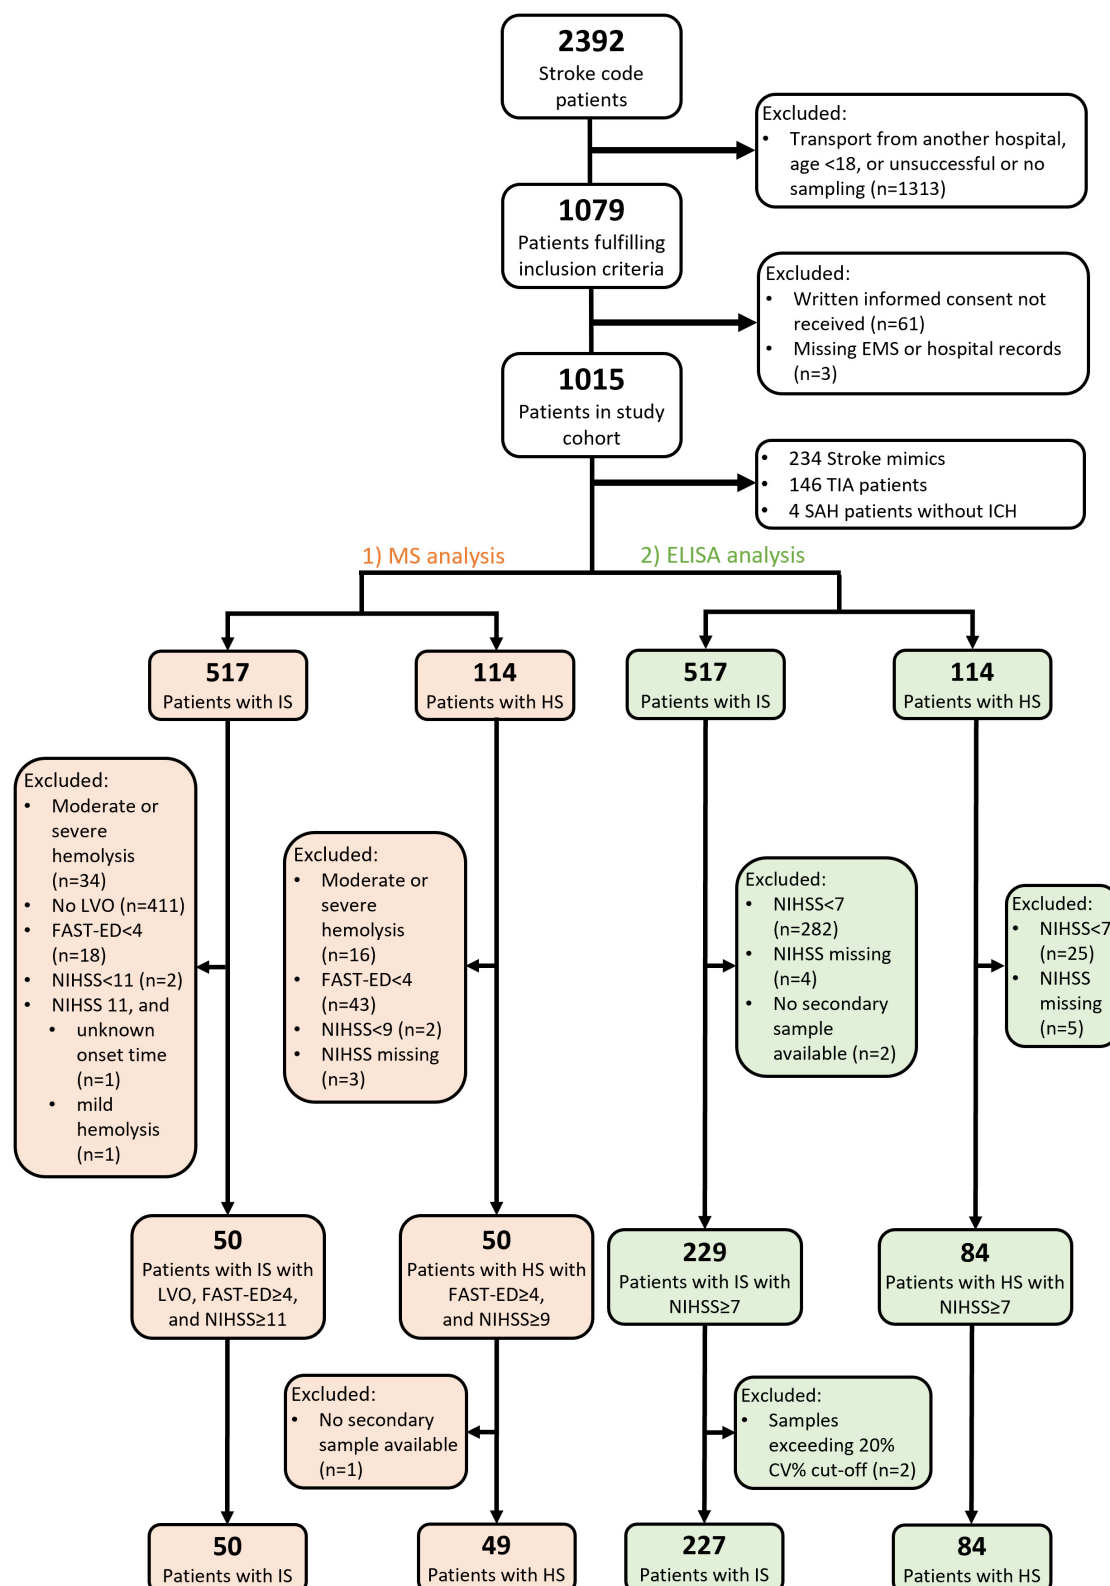 2392
Stroke code
patients
Excluded:
• Transport from another hospital,
age <18, or unsuccessful or no
sampling (n=1313)
1079
Patients fulfilling
inclusion criteria
Excluded:
• Written informed consent not
received (n=61)
• Missing EMS or hospital records
(n=3)
1015
Patients in study
cohort
• 234 Stroke mimics
• 146 TIA patients
• 4 SAH patients without ICH
1) MS analysis
2) ELISA analysis
517
Patients with IS
114
Patients with HS
517
Patients with IS
114
Patients with HS
Excluded:
• Moderate or
severe
hemolysis
(n=34)
• No LVO (n=411)
• FAST-ED<4
(n=18)
• NIHSS<11 (n=2)
• NIHSS 11, and
• unknown
onset time
(n=1)
• mild
hemolysis
(n=1)
Excluded:
• Moderate or
severe
hemolysis
(n=16)
• FAST-ED<4
(n=43)
• NIHSS<9 (n=2)
• NIHSS missing
(n=3)
Excluded:
• NIHSS<7
(n=282)
• NIHSS missing
(n=4)
• No secondary
sample
available (n=2)
Excluded:
• NIHSS<7
(n=25)
• NIHSS
missing
(n=5)
50
Patients with IS with
LVO, FAST-ED≥4,
and NIHSS≥11
50
Patients with HS with
FAST-ED≥4,
and NIHSS≥9
229
Patients with IS with
NIHSS≥7
84
Patients with HS with
NIHSS≥7
Excluded:
• No secondary
sample available
(n=1)
Excluded:
• Samples
exceeding 20%
CV% cut-off (n=2)
50
Patients with IS
49
Patients with HS
227
Patients with IS
84
Patients with HS